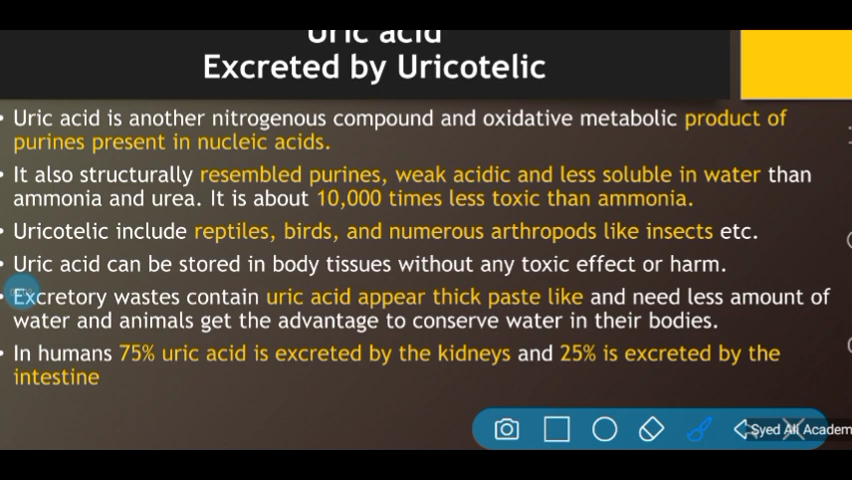 Uric acid
Excreted by Uricotelic
• Uric acid is another nitrogenous compound and oxidative metabolic product of
purines present in nucleic acids.
• It also structurally resembled purines, weak acidic and less soluble in water than
ammonia and urea. It is about 10,000 times less toxic than ammonia.
• Uricotelic include reptiles, birds, and numerous arthropods like insects etc.
• Uric acid can be stored in body tissues without any toxic effect or harm.
• Excretory wastes contain uric acid appear thick paste like and need less amount of
water and animals get the advantage to conserve water in their bodies.
• In humans 75% uric acid is excreted by the kidneys and 25% is excreted by the
intestine
Syed Ali Academ